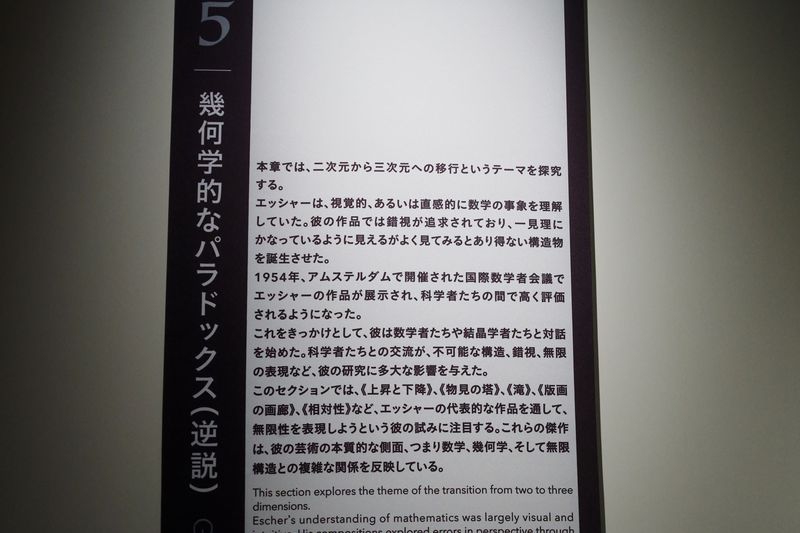 5
幾何学的なパラドックス(逆説)
本章では、二次元から三次元への移行というテーマを探究
する。
エッシャーは、視覚的、あるいは直感的に数学の事象を理解
していた。彼の作品では錯視が追求されており、一見理に
かなっているように見えるがよく見てみるとあり得ない構造物
を誕生させた。
1954年、アムステルダムで開催された国際数学者会議で
エッシャーの作品が展示され、科学者たちの間で高く評価
されるようになった。
これをきっかけとして、彼は数学者たちや結晶学者たちと対話
を始めた。科学者たちとの交流が、不可能な構造、錯視、無限
の表現など、彼の研究に多大な影響を与えた。
このセクションでは、《上昇と下降》、《物見の塔》、《滝》、《版画
の画廊》、《相対性》など、エッシャーの代表的な作品を通して、
無限性を表現しようという彼の試みに注目する。これらの傑作
は、彼の芸術の本質的な側面、つまり数学、幾何学、そして無限
構造との複雑な関係を反映している。
This section explores the theme of the transition from two to three
dimensions.
Escher's understanding of mathematics was largely visual and
intuitive. His compositions explored errors in perspective through